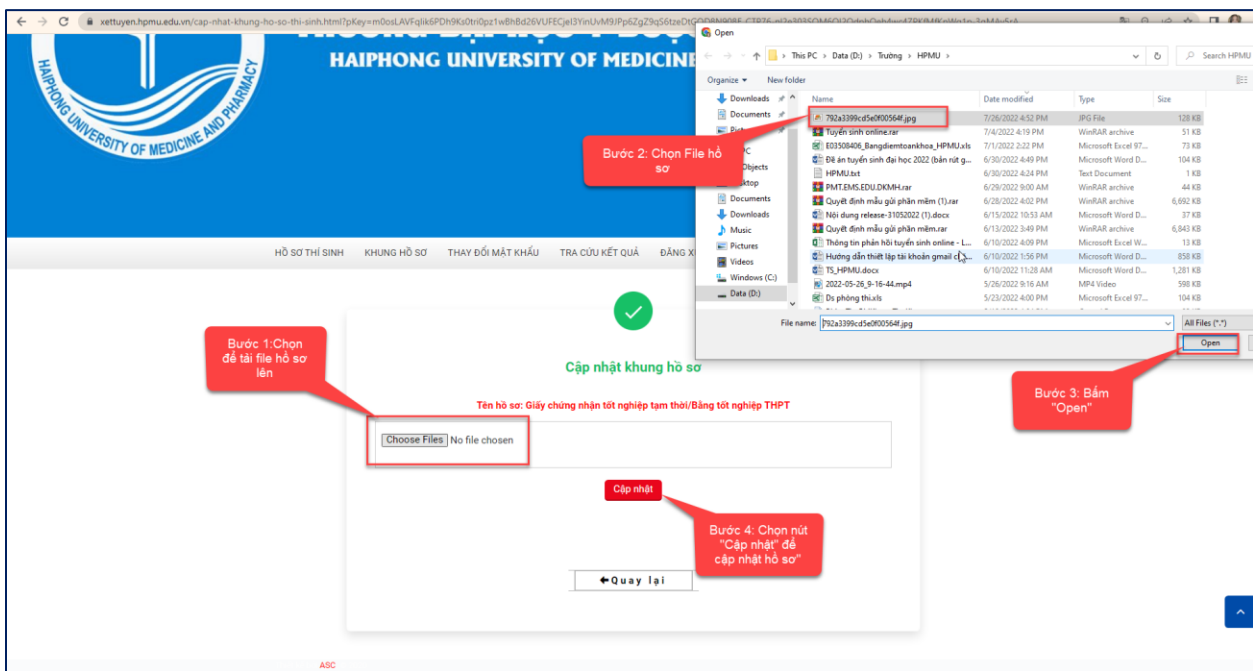 xettuyen.hpmu.edu.vn/cap-nhat-khung-ho-so-thi-sinh.html
HAIPHONG UNIVERSITY OF MEDICINE
HAIPHONG UNIVERSITY OF MEDICINE AND PHARMACY
HỒ SƠ THÍ SINH KHUNG HỒ SƠ THAY ĐỔI MẬT KHẨU TRA CỨU KẾT QUẢ ĐĂNG
Open
This PC > Data (D:) > Trường > HPMU >
Search HPMU
Organize New folder
Downloads
Documents
Objects
Documents
Downloads
Music
Pictures
Videos
Windows (C:)
Data (D:)
Name Date modified Type Size
792a3399cd5e0f00564f.jpg 7/26/2022 4:52 PM JPG File 128 KB
Tuyển sinh online.rar 7/4/2022 4:19 PM WinRAR archive 51 KB
E03508406_Bangdiemtoankhoa_HPMU.xls 7/1/2022 2:22 PM Microsoft Excel 97... 73 KB
Đề án tuyển sinh đại học 2022 (bản rút g... 6/30/2022 4:49 PM Microsoft Word D... 104 KB
HPMU.txt 6/30/2022 4:24 PM Text Document 1 KB
PMT.EMS.EDU.DKMH.rar 6/29/2022 9:00 AM WinRAR archive 44 KB
Quyết định mẫu gửi phần mềm (1).rar 6/28/2022 4:02 PM WinRAR archive 6,692 KB
Nội dung release-31052022 (1).docx 6/15/2022 10:53 AM Microsoft Word D... 37 KB
Quyết định mẫu gửi phần mềm.rar 6/13/2022 3:49 PM WinRAR archive 6,843 KB
Thông tin phản hồi tuyển sinh online - L... 6/10/2022 4:09 PM Microsoft Excel W... 13 KB
Hướng dẫn thiết lập tài khoản gmail 6/10/2022 1:56 PM Microsoft Word D... 858 KB
TS_HPMU.docx 6/10/2022 11:28 AM Microsoft Word D... 1,281 KB
2022-05-26_9-16-44.mp4 5/26/2022 9:16 AM MP4 Video 598 KB
Ds phòng thi.xls 5/23/2022 4:00 PM Microsoft Excel 97... 104 KB
File name: 792a3399cd5e0f00564f.jpg All Files (*.*)
Open
Bước 2: Chọn File hồ
sơ
Bước 3: Bấm
"Open"
Bước 1:Chọn
để tải file hồ sơ
lên
Cập nhật khung hồ sơ
Tên hồ sơ: Giấy chứng nhận tốt nghiệp tạm thời/Bằng tốt nghiệp THPT
Choose Files No file chosen
Cập nhật
Bước 4: Chọn nút
"Cập nhật" để
cập nhật hồ sơ"
Quay lại
ASC